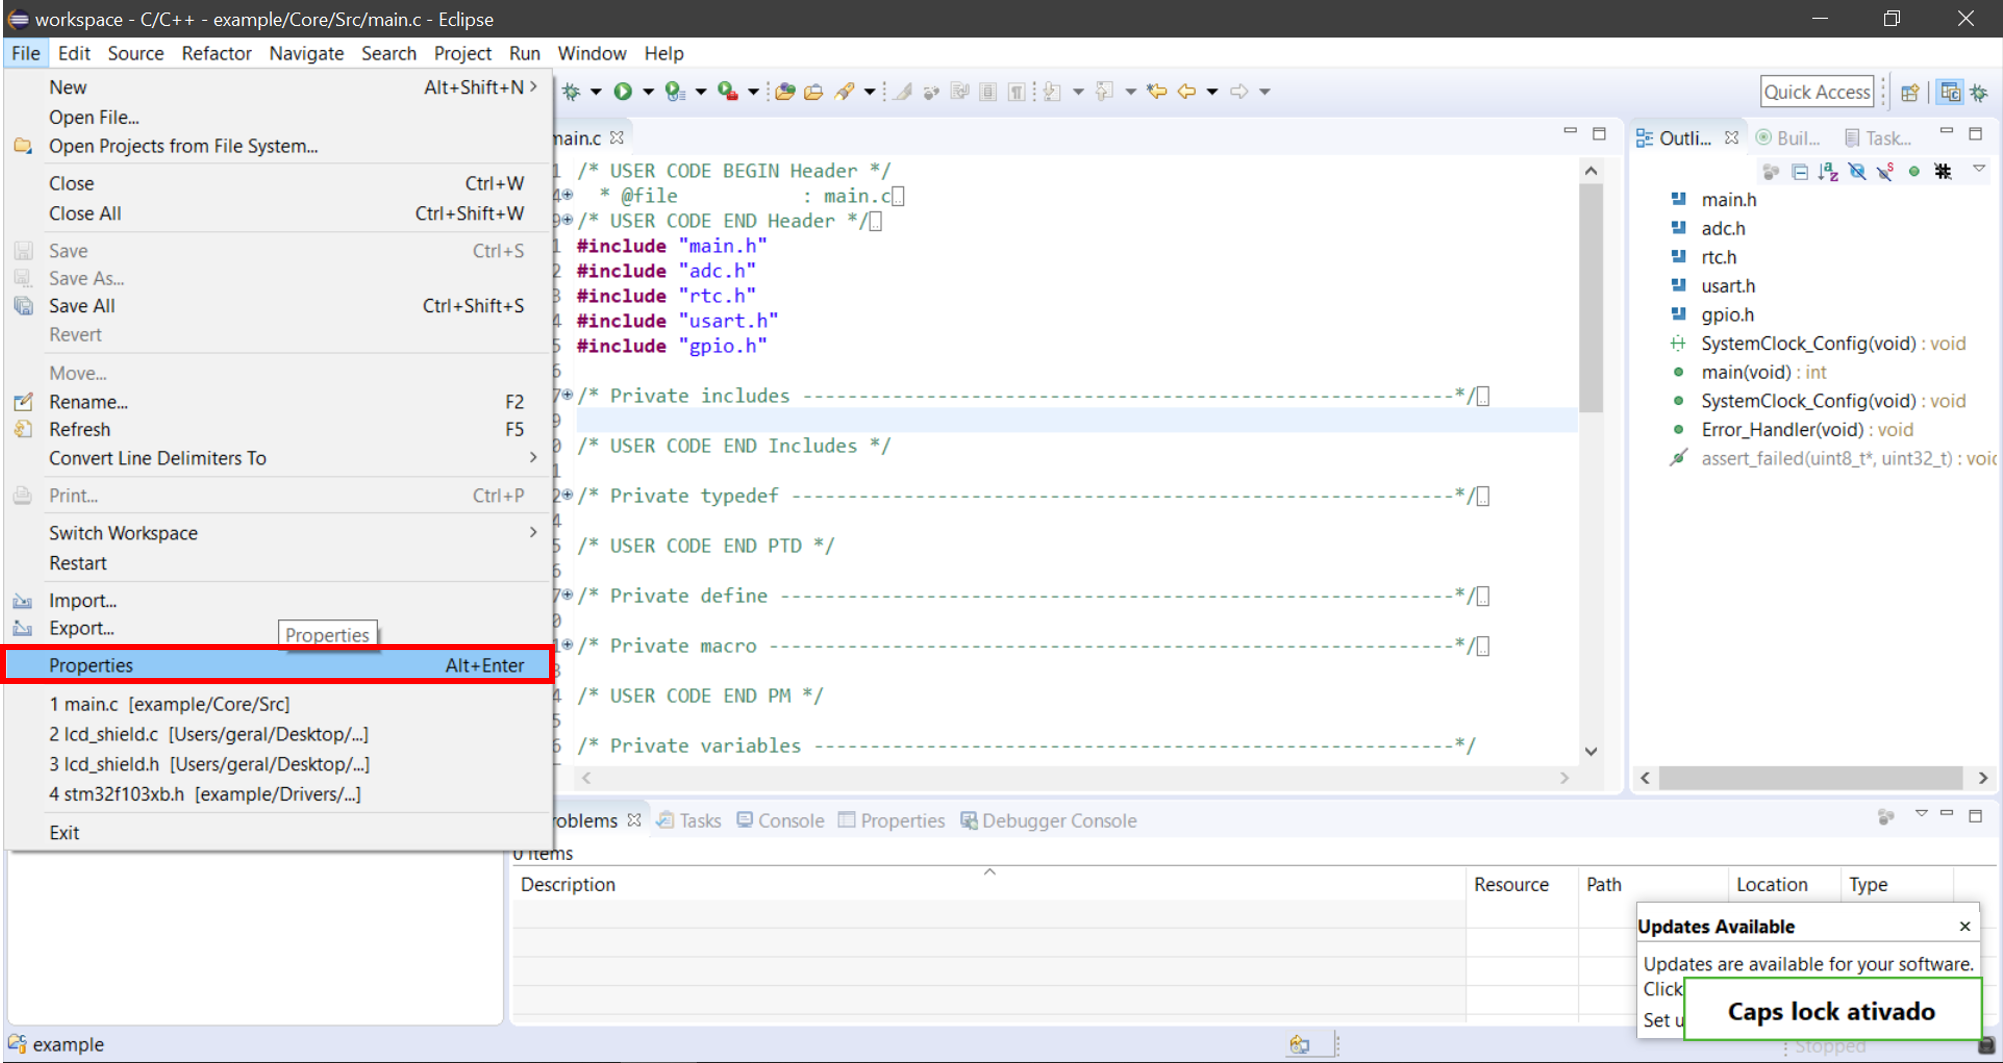 workspace - C/C++ - example/Core/Src/main.c - Eclipse
File Edit Source Refactor Navigate Search Project Run Window Help
New Alt+Shift+N >
Open File...
Open Projects from File System...
Close Ctrl+W
Close All Ctrl+Shift+W
Save Ctrl+S
Save As...
Save All Ctrl+Shift+S
Revert
Move...
Rename... F2
Refresh F5
Convert Line Delimiters To >
Print... Ctrl+P
Switch Workspace >
Restart
Import...
Export...
Properties
Properties Alt+Enter
1 main.c [example/Core/Src]
2 lcd_shield.c [Users/geral/Desktop/...]
3 lcd_shield.h [Users/geral/Desktop/...]
4 stm32f103xb.h [example/Drivers/...]
Exit
Quick Access
main.c
1 /* USER CODE BEGIN Header */
4 * @file : main.c
9 /* USER CODE END Header */
1 #include "main.h"
2 #include "adc.h"
3 #include "rtc.h"
4 #include "usart.h"
5 #include "gpio.h"
6
7 /* Private includes -----------------------------------------------------------*/
9
0 /* USER CODE END Includes */
1
2 /* Private typedef ------------------------------------------------------------*/
4
5 /* USER CODE END PTD */
6
7 /* Private define -------------------------------------------------------------*/
0
1 /* Private macro --------------------------------------------------------------*/
3
4 /* USER CODE END PM */
5
6 /* Private variables ----------------------------------------------------------*/
Outli... Buil... Task...
main.h
adc.h
rtc.h
usart.h
gpio.h
SystemClock_Config(void) : void
main(void) : int
SystemClock_Config(void) : void
Error_Handler(void) : void
assert_failed(uint8_t*, uint32_t) : voic
roblems Tasks Console Properties Debugger Console
0 items
Description Resource Path Location Type
Updates Available
Updates are available for your software.
Click
Set u
Caps lock ativado
example
Stopped